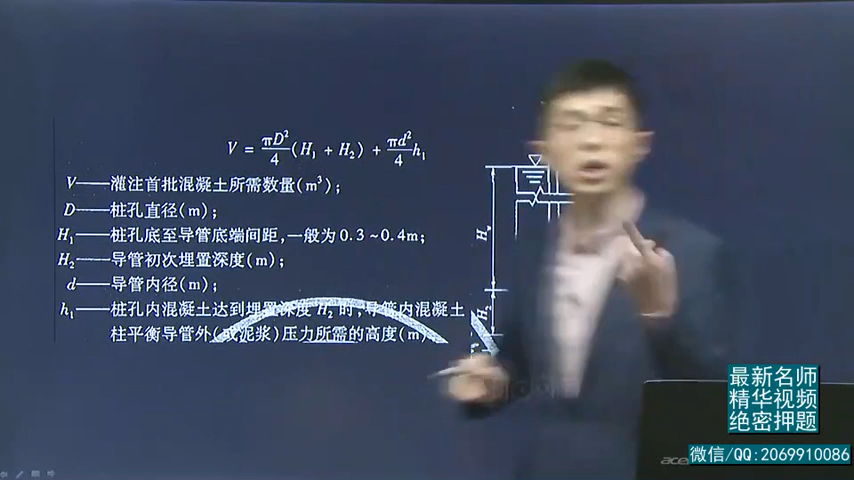 V = πD²/4 (H₁ + H₂) + πd²/4 h₁
V——灌注首批混凝土所需数量(m³);
D——桩孔直径(m);
H₁——桩孔底至导管底端间距,一般为0.3~0.4m;
H₂——导管初次埋置深度(m);
d——导管内径(m);
h₁——桩孔内混凝土达到埋置深度 H₂ 时,导管内混凝土
柱平衡导管外(或泥浆)压力所需的高度(m)
H
H₂
最新名师
精华视频
绝密押题
微信/QQ:2069910086
acer